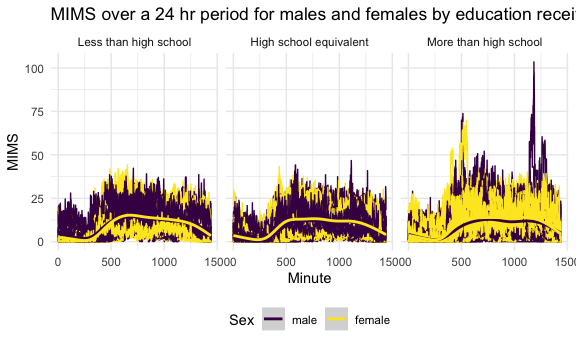 MIMS over a 24 hr period for males and females by education recei
Less than high school
High school equivalent
More than high school
MIMS
100
75
50
25
0
0 500 1000 1500
0 500 1000 1500
0 500 1000 1500
Minute
Sex male female